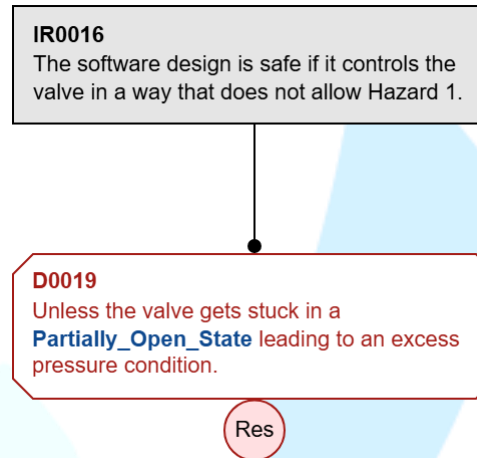 IR0016
The software design is safe if it controls the
valve in a way that does not allow Hazard 1.
D0019
Unless the valve gets stuck in a
Partially_Open_State leading to an excess
pressure condition.
Res